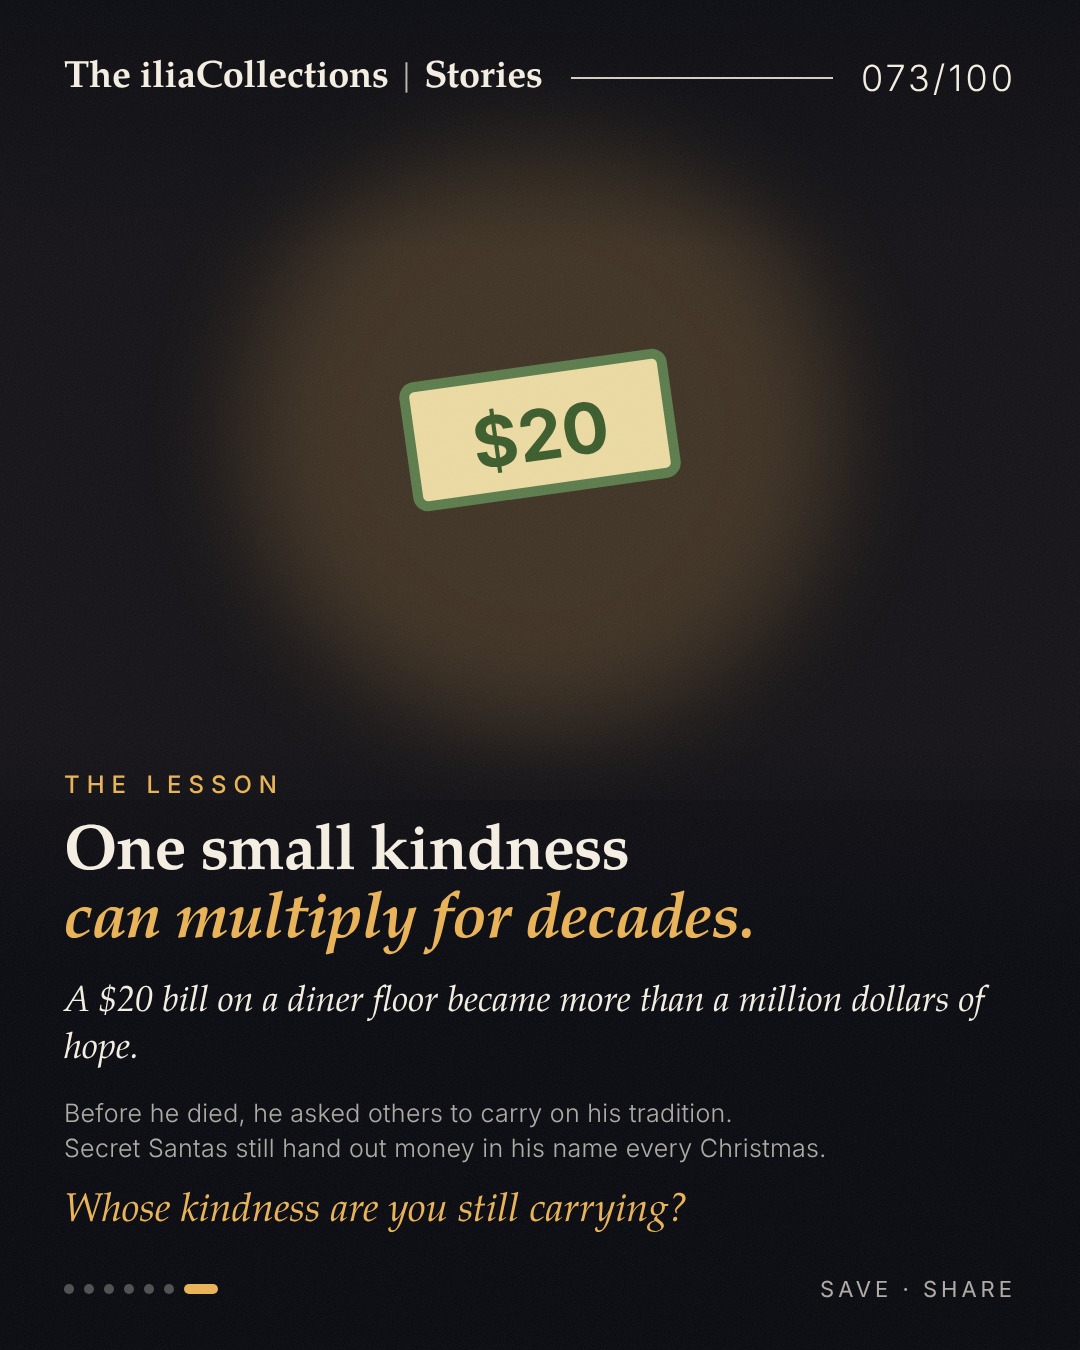 The iliaCollections | Stories
073/100
$20
THE LESSON
One small kindness
can multiply for decades.
A $20 bill on a diner floor became more than a million dollars of
hope.
Before he died, he asked others to carry on his tradition.
Secret Santas still hand out money in his name every Christmas.
Whose kindness are you still carrying?
SAVE · SHARE